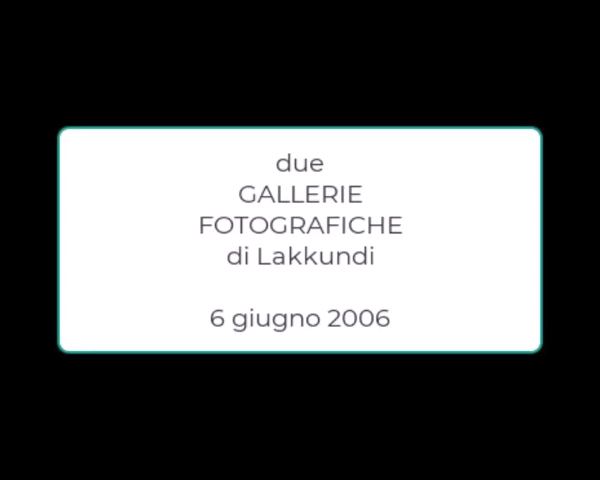 due
GALLERIE
FOTOGRAFICHE
di Lakkundi
6 giugno 2006